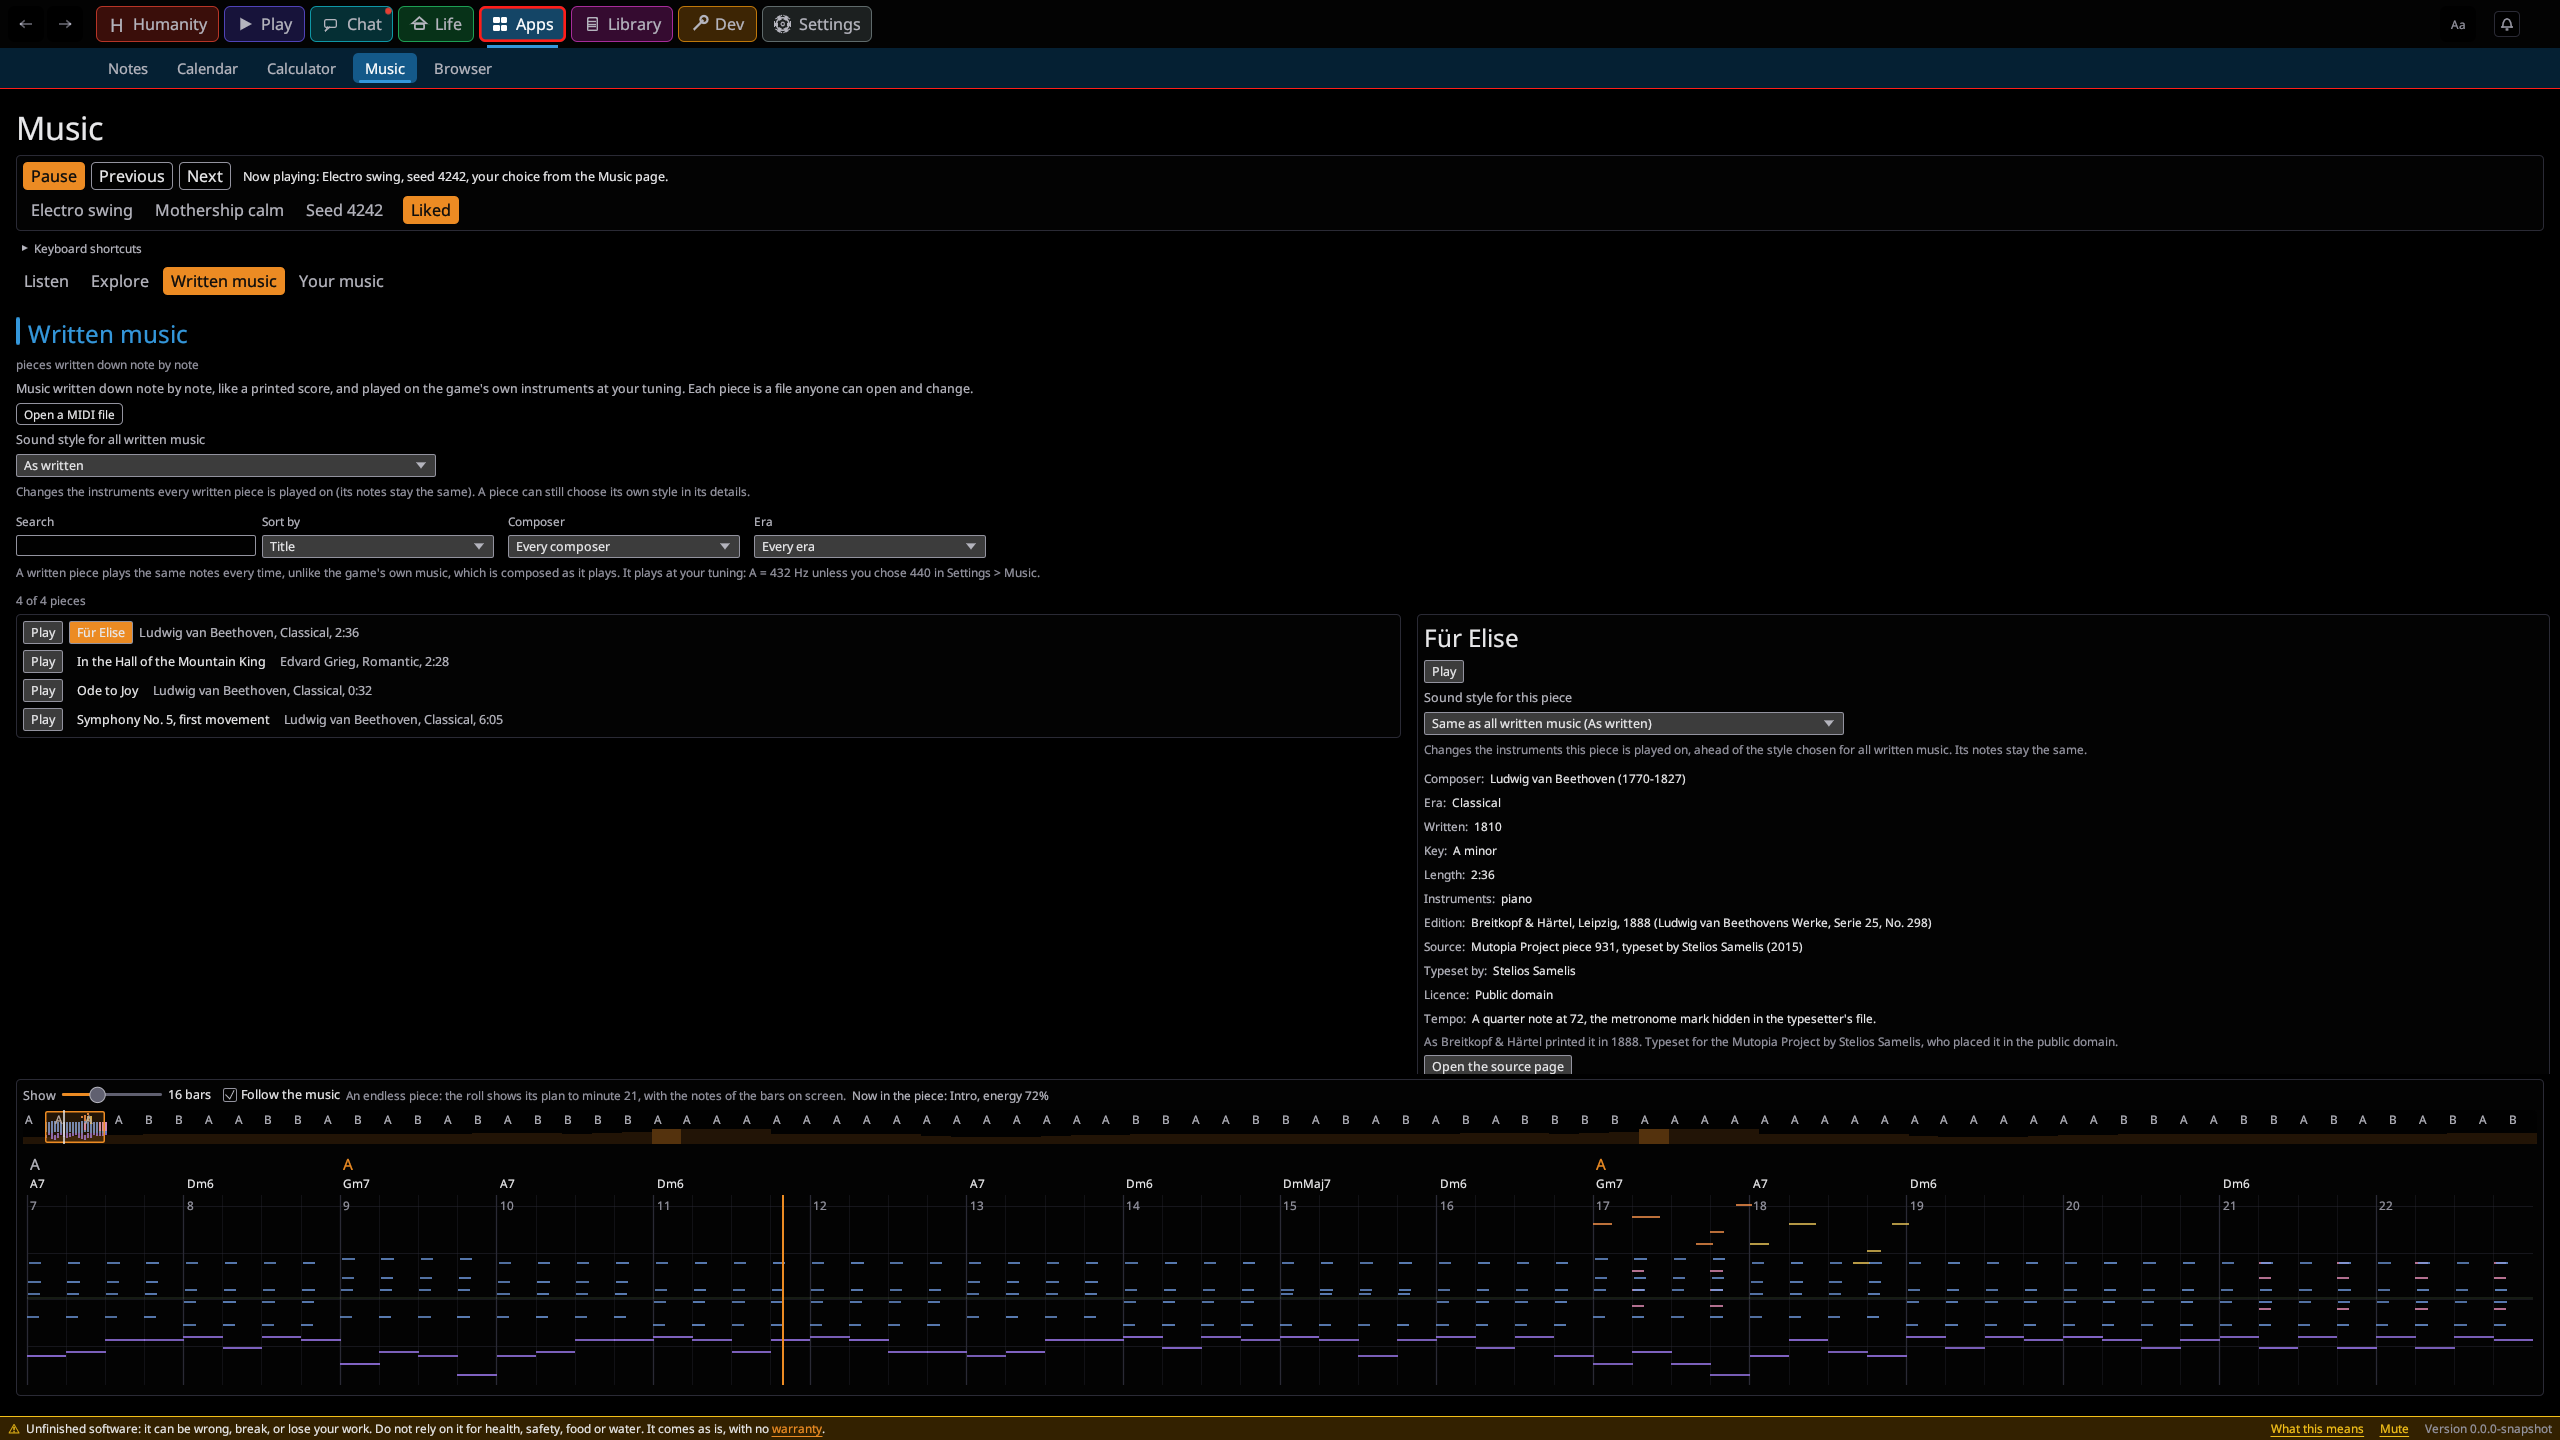 Humanity Play Chat Life Apps Library Dev Settings Aa
Notes Calendar Calculator Music Browser
Music
Pause Previous Next Now playing: Electro swing, seed 4242, your choice from the Music page.
Electro swing Mothership calm Seed 4242 Liked
Keyboard shortcuts
Listen Explore Written music Your music
Written music
pieces written down note by note
Music written down note by note, like a printed score, and played on the game's own instruments at your tuning. Each piece is a file anyone can open and change.
Open a MIDI file
Sound style for all written music
As written
Changes the instruments every written piece is played on (its notes stay the same). A piece can still choose its own style in its details.
Search Sort by Composer Era
Title Every composer Every era
A written piece plays the same notes every time, unlike the game's own music, which is composed as it plays. It plays at your tuning: A = 432 Hz unless you chose 440 in Settings > Music.
4 of 4 pieces
Play Für Elise Ludwig van Beethoven, Classical, 2:36
Play In the Hall of the Mountain King Edvard Grieg, Romantic, 2:28
Play Ode to Joy Ludwig van Beethoven, Classical, 0:32
Play Symphony No. 5, first movement Ludwig van Beethoven, Classical, 6:05
Für Elise
Play
Sound style for this piece
Same as all written music (As written)
Changes the instruments this piece is played on, ahead of the style chosen for all written music. Its notes stay the same.
Composer: Ludwig van Beethoven (1770-1827)
Era: Classical
Written: 1810
Key: A minor
Length: 2:36
Instruments: piano
Edition: Breitkopf & Härtel, Leipzig, 1888 (Ludwig van Beethovens Werke, Serie 25, No. 298)
Source: Mutopia Project piece 931, typeset by Stelios Samelis (2015)
Typeset by: Stelios Samelis
Licence: Public domain
Tempo: A quarter note at 72, the metronome mark hidden in the typesetter's file.
As Breitkopf & Härtel printed it in 1888. Typeset for the Mutopia Project by Stelios Samelis, who placed it in the public domain.
Open the source page
Show 16 bars Follow the music An endless piece: the roll shows its plan to minute 21, with the notes of the bars on screen. Now in the piece: Intro, energy 72%
A A A A B B A A B B A B A B A B A B B B B A A A A A A A A A A A A A A A A B B A A B B A B A B A B A B B B B A A A A A A A A A A A A A A A A B B A A B B A B A B A B A B
A A A
A7 Dm6 Gm7 A7 Dm6 A7 Dm6 DmMaj7 Dm6 Gm7 A7 Dm6 Dm6
7 8 9 10 11 12 13 14 15 16 17 18 19 20 21 22
Unfinished software: it can be wrong, break, or lose your work. Do not rely on it for health, safety, food or water. It comes as is, with no warranty. What this means Mute Version 0.0.0-snapshot